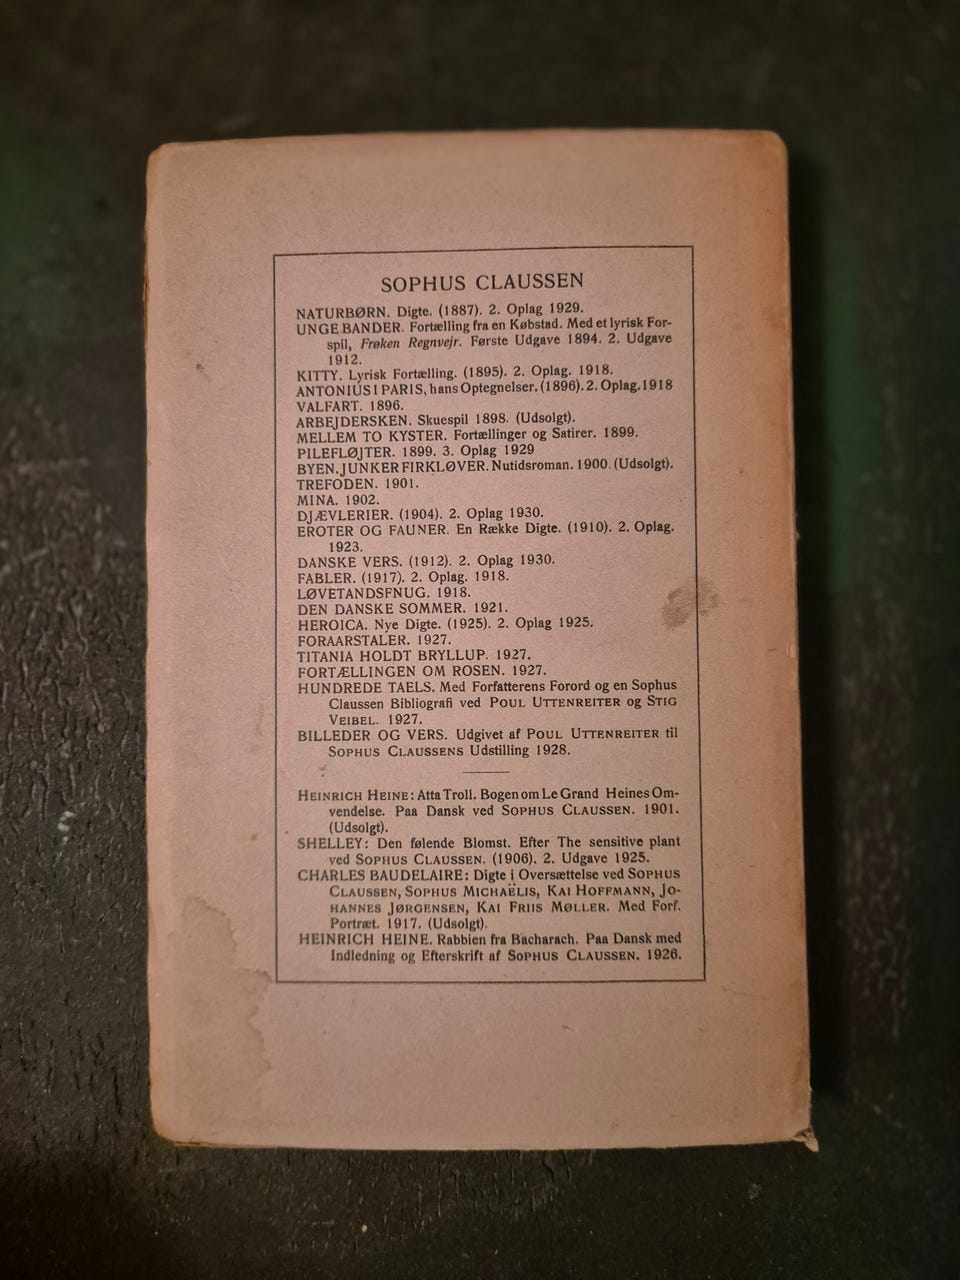 SOPHUS CLAUSSEN
NATURBØRN. Digte. (1887). 2. Oplag 1929.
UNGE BANDER. Fortælling fra en Købstad. Med et lyrisk For-
spil, Frøken Regnvejr. Første Udgave 1894. 2. Udgave
1912.
KITTY. Lyrisk Fortælling. (1895). 2. Oplag. 1918.
ANTONIUS I PARIS, hans Optegnelser. (1896). 2. Oplag. 1918
VALFART. 1896.
ARBEJDERSKEN. Skuespil 1898. (Udsolgt).
MELLEM TO KYSTER. Fortællinger og Satirer. 1899.
PILEFLØJTER. 1899. 3. Oplag 1929
BYEN. JUNKER FIRKLØVER. Nutidsroman. 1900. (Udsolgt).
TREFODEN. 1901.
MINA. 1902.
DJÆVLERIER. (1904). 2. Oplag 1930.
EROTER OG FAUNER. En Række Digte. (1910). 2. Oplag.
1923.
DANSKE VERS. (1912). 2. Oplag 1930.
FABLER. (1917). 2. Oplag. 1918.
LØVETANDSFNUG. 1918.
DEN DANSKE SOMMER. 1921.
HEROICA. Nye Digte. (1925). 2. Oplag 1925.
FORAARSTALER. 1927.
TITANIA HOLDT BRYLLUP. 1927.
FORTÆLLINGEN OM ROSEN. 1927.
HUNDREDE TAELS. Med Forfatterens Forord og en Sophus
Claussen Bibliografi ved POUL UTTENREITER og STIG
VEIBEL. 1927.
BILLEDER OG VERS. Udgivet af POUL UTTENREITER til
SOPHUS CLAUSSENS Udstilling 1928.
HEINRICH HEINE: Atta Troll. Bogen om Le Grand Heines Om-
vendelse. Paa Dansk ved SOPHUS CLAUSSEN. 1901.
(Udsolgt).
SHELLEY: Den følende Blomst. Efter The sensitive plant
ved SOPHUS CLAUSSEN. (1906). 2. Udgave 1925.
CHARLES BAUDELAIRE: Digte i Oversættelse ved SOPHUS
CLAUSSEN, SOPHUS MICHAËLIS, KAI HOFFMANN, JO-
HANNES JØRGENSEN, KAI FRIIS MØLLER. Med Forf.
Portræt. 1917. (Udsolgt).
HEINRICH HEINE. Rabbien fra Bacharach. Paa Dansk med
Indledning og Efterskrift af SOPHUS CLAUSSEN. 1926.